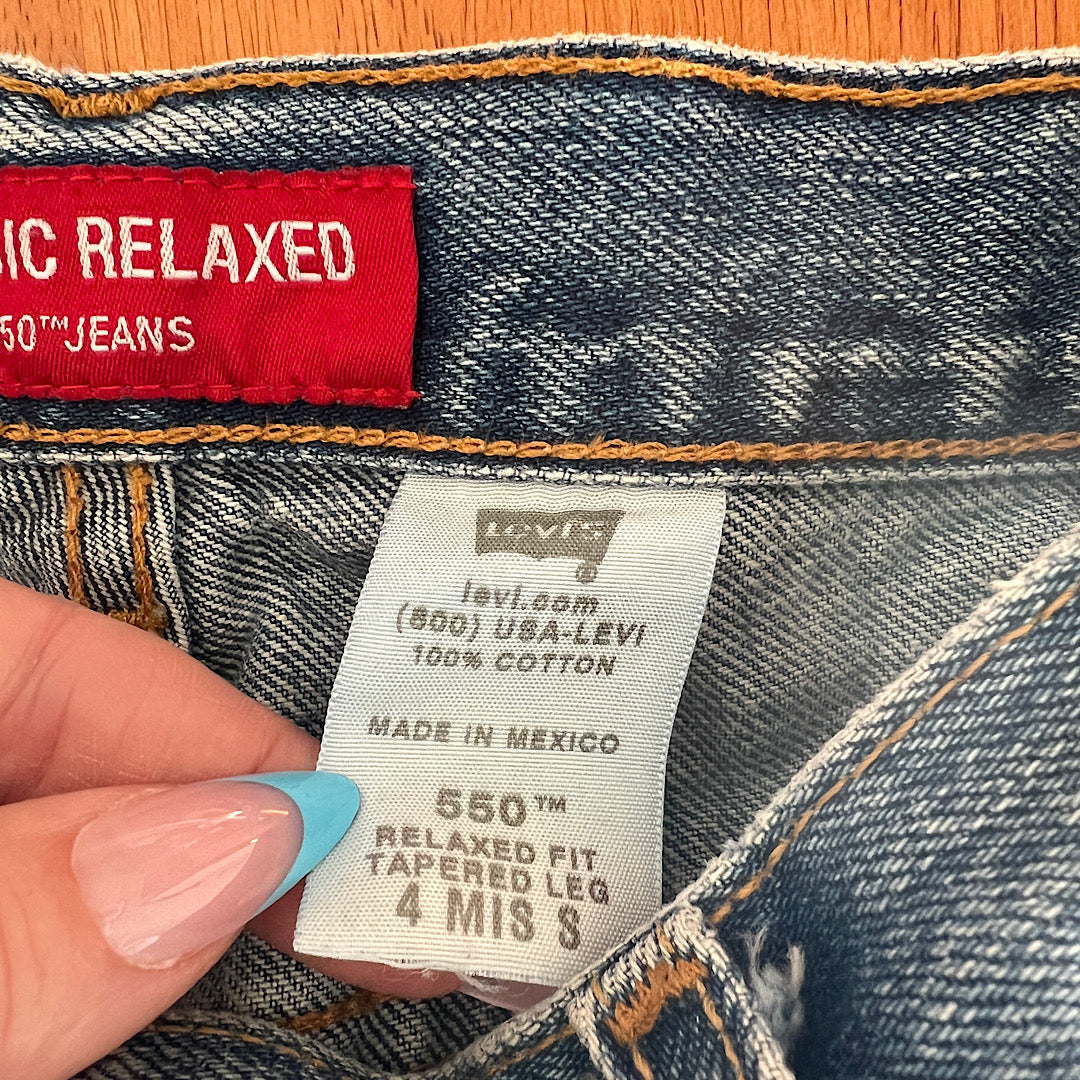 IC RELAXED
50™ JEANS
Levi's
levi.com
(800) USA-LEVI
100% COTTON
MADE IN MEXICO
550™
RELAXED FIT
TAPERED LEG
4 MIS S